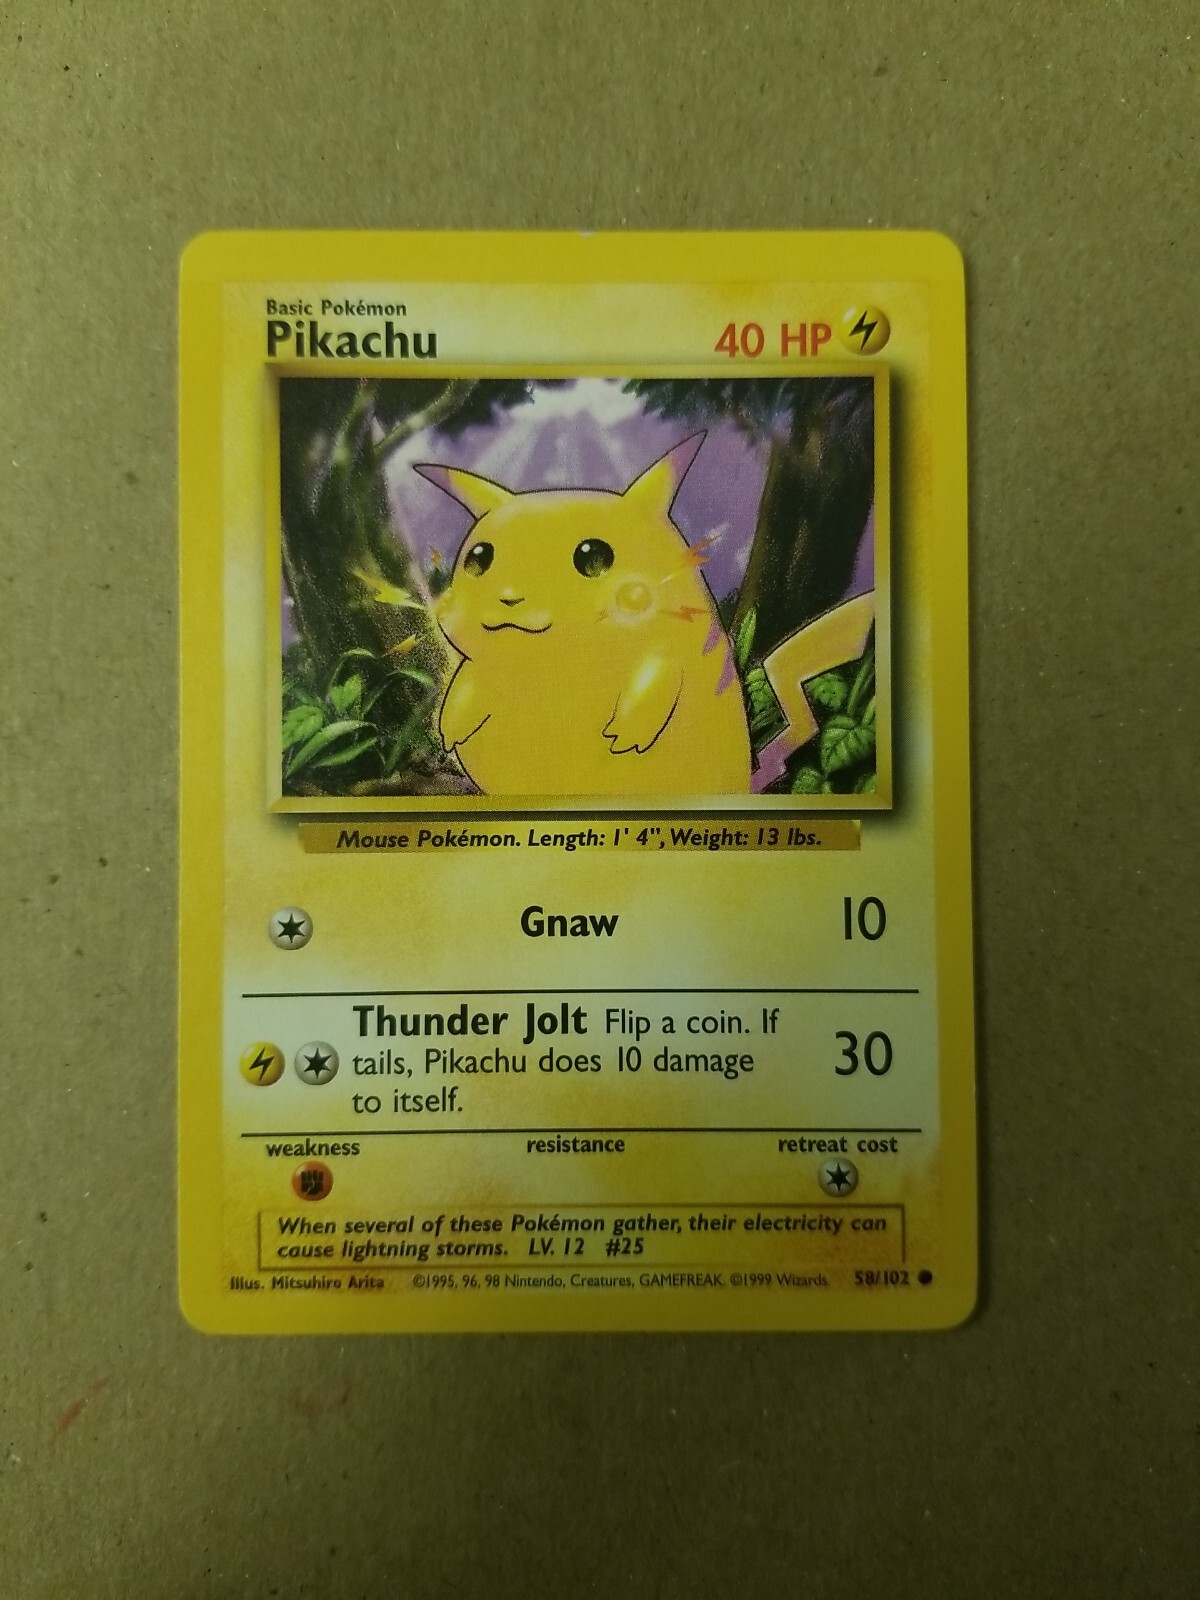 Basic Pokémon
Pikachu
40 HP
Mouse Pokémon. Length: 1' 4", Weight: 13 lbs.
Gnaw 10
Thunder Jolt Flip a coin. If
tails, Pikachu does 10 damage
to itself.
30
weakness resistance retreat cost
When several of these Pokémon gather, their electricity can
cause lightning storms. LV. 12 #25
Illus. Mitsuhiro Arita ©1995, 96, 98 Nintendo, Creatures, GAMEFREAK. ©1999 Wizards. 58/102